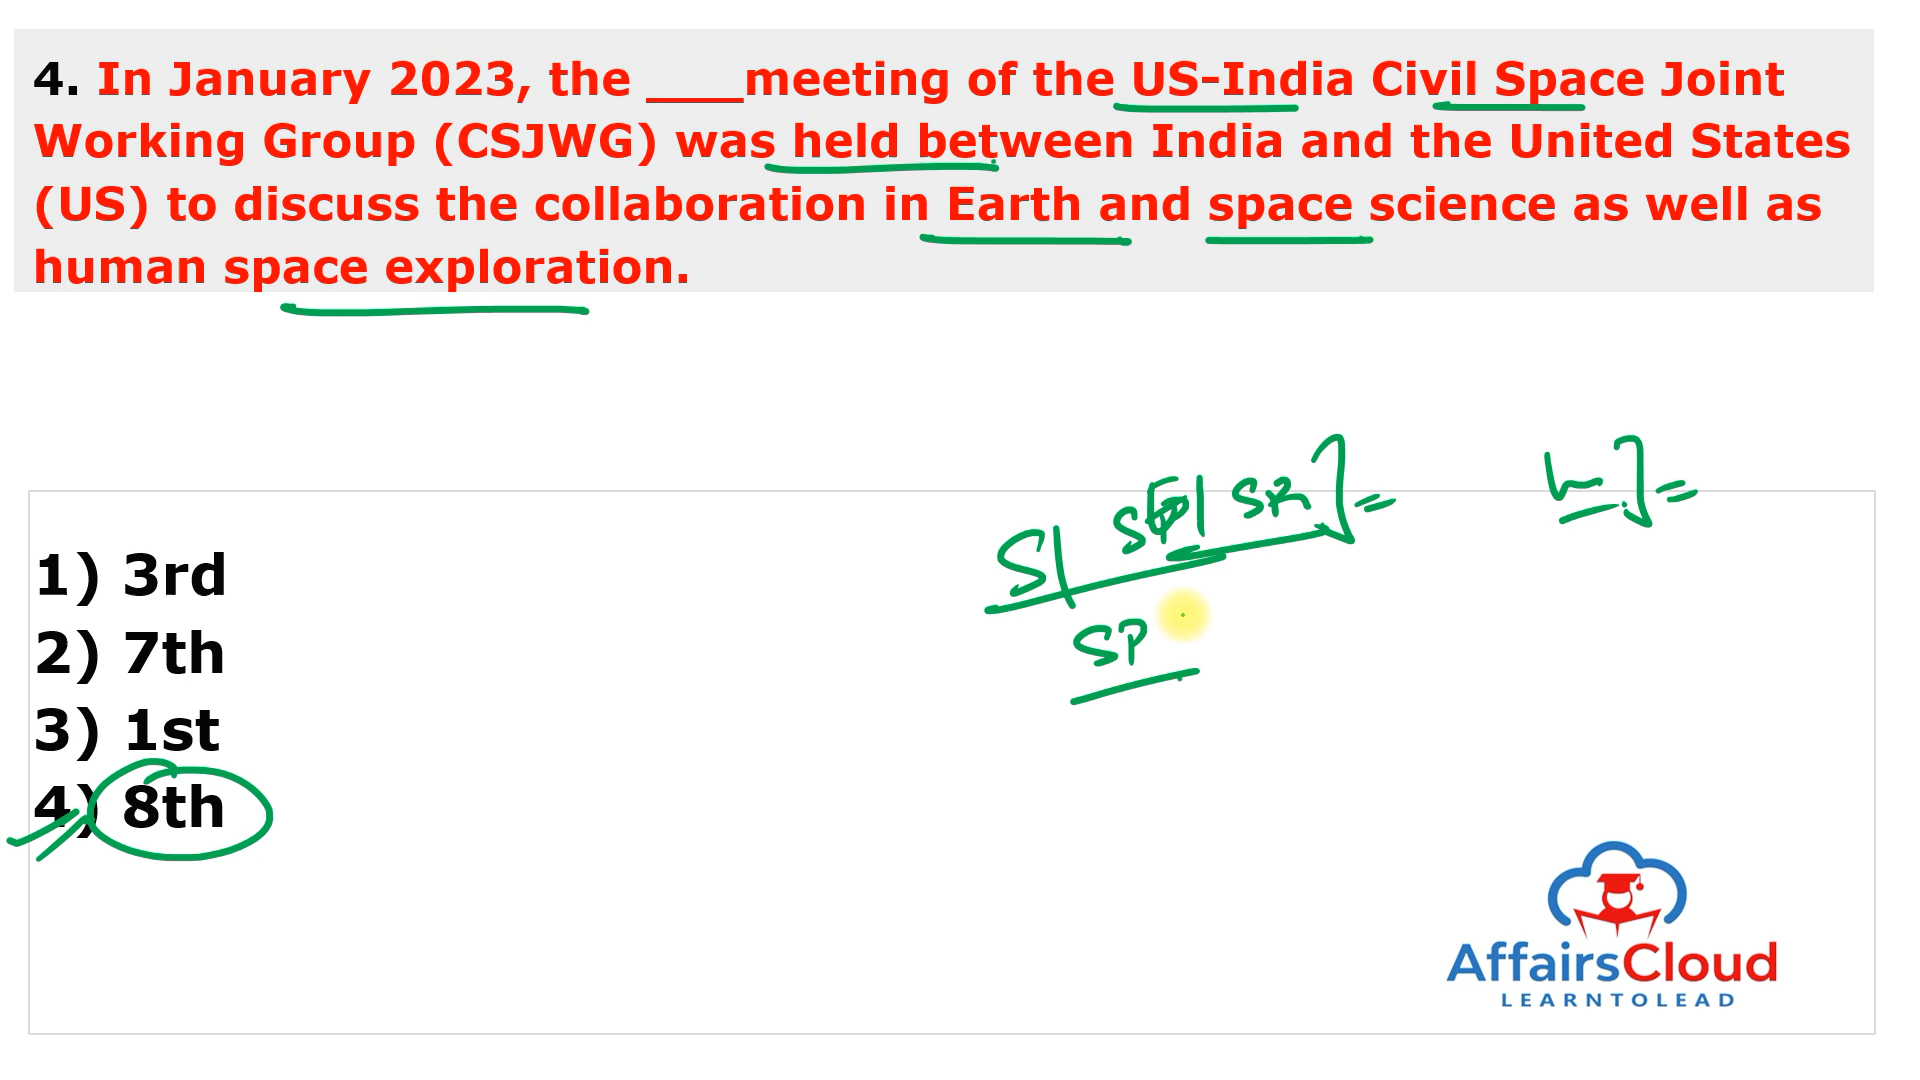 4. In January 2023, the ____meeting of the US-India Civil Space Joint
Working Group (CSJWG) was held between India and the United States
(US) to discuss the collaboration in Earth and space science as well as
human space exploration.
1) 3rd
2) 7th
3) 1st
4) 8th
SP
AffairsCloud
LEARNTOLEAD